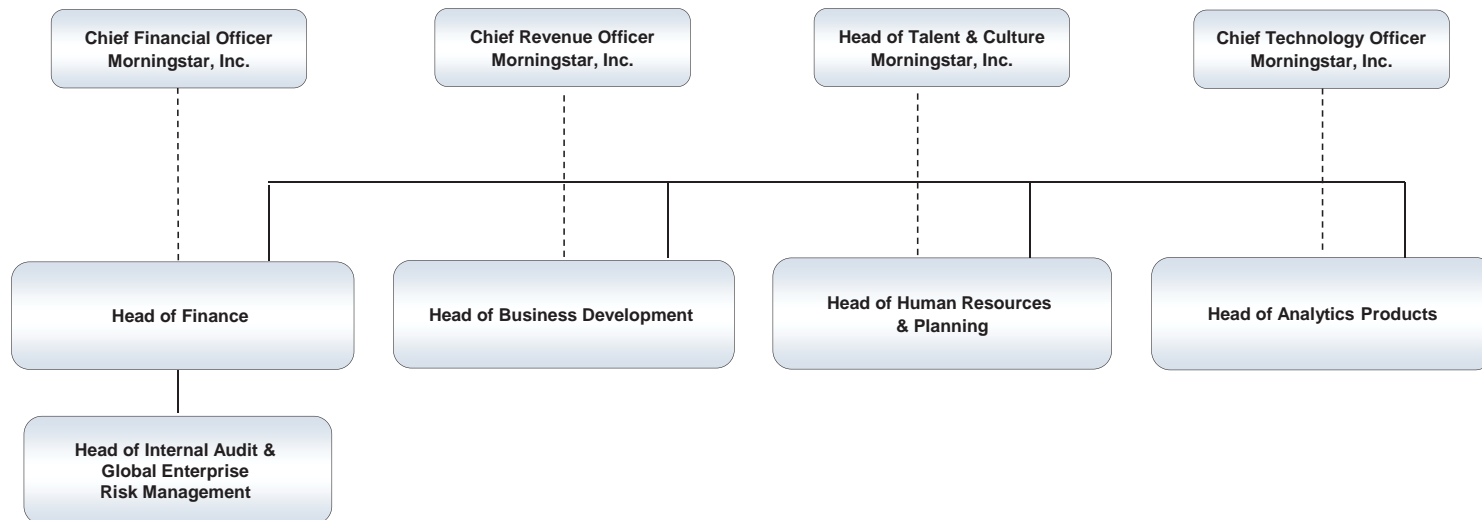 Chief Financial Officer
Morningstar, Inc.
Chief Revenue Officer
Morningstar, Inc.
Head of Talent & Culture
Morningstar, Inc.
Chief Technology Officer
Morningstar, Inc.
Head of Finance
Head of Business Development
Head of Human Resources
& Planning
Head of Analytics Products
Head of Internal Audit &
Global Enterprise
Risk Management